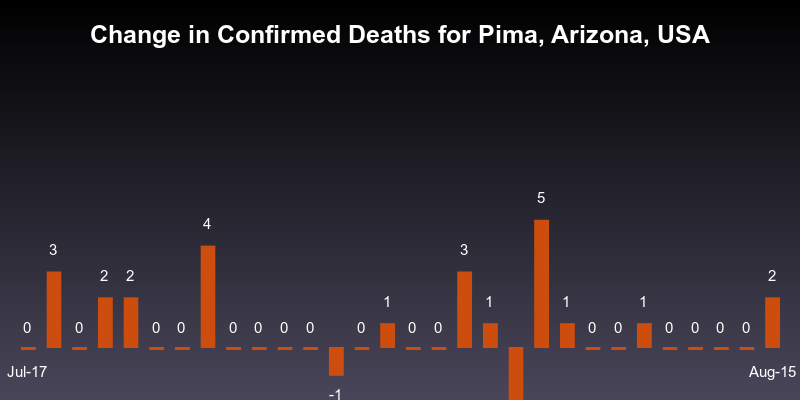 Change in Confirmed Deaths for Pima, Arizona, USA
5
4
3 3
2 2 2
1 1 1 1
0 0 0 0 0 0 0 0 0 0 0 0 0 0 0 0 0 0
Jul-17 Aug-15
-1